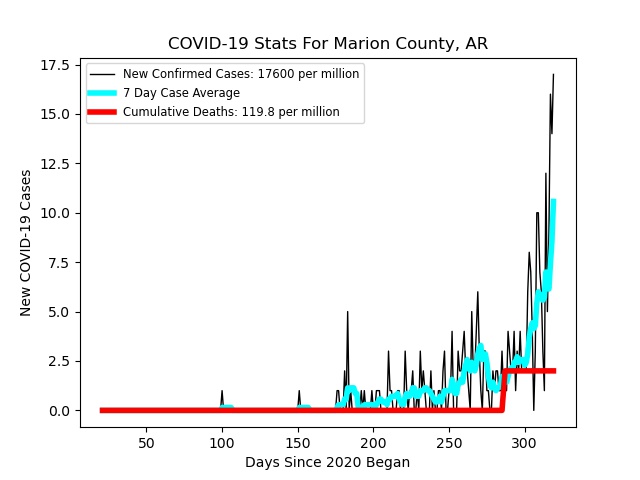 COVID-19 Stats For Marion County, AR
New Confirmed Cases: 17600 per million
7 Day Case Average
Cumulative Deaths: 119.8 per million
New COVID-19 Cases
17.5
15.0
12.5
10.0
7.5
5.0
2.5
0.0
50 100 150 200 250 300
Days Since 2020 Began